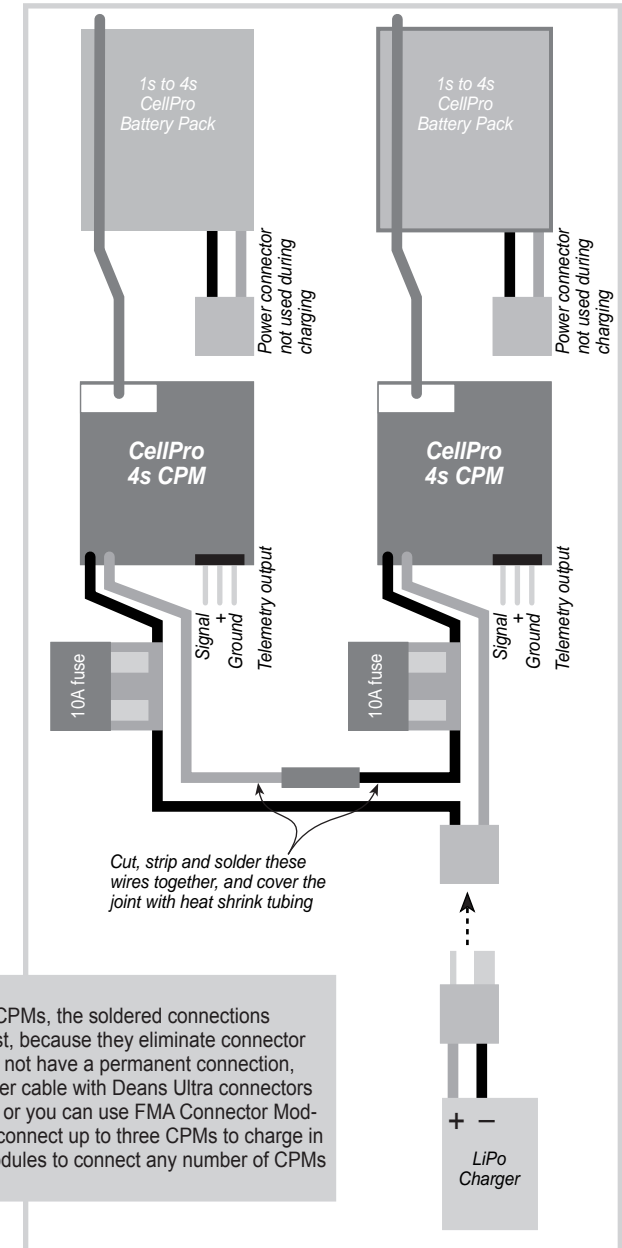 1s to 4s
CellPro
Battery Pack
1s to 4s
CellPro
Battery Pack
Power connector
not used during
charging
Power connector
not used during
charging
CellPro
4s CPM
CellPro
4s CPM
Signal
+
Ground
Telemetry output
Signal
+
Ground
Telemetry output
10A fuse
10A fuse
Cut, strip and solder these
wires together, and cover the
joint with heat shrink tubing
CPMs, the soldered connections
st, because they eliminate connector
not have a permanent connection,
er cable with Deans Ultra connectors
or you can use FMA Connector Mod-
connect up to three CPMs to charge in
odules to connect any number of CPMs
+ –
LiPo
Charger